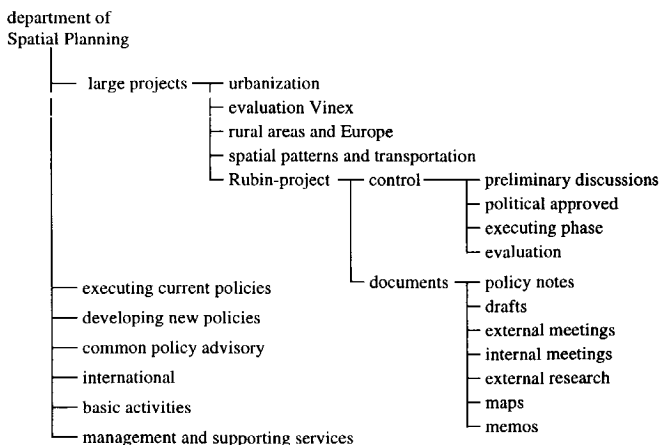 department of
Spatial Planning
large projects
urbanization
evaluation Vinex
rural areas and Europe
spatial patterns and transportation
Rubin-project
control
preliminary discussions
political approved
executing phase
evaluation
documents
policy notes
drafts
external meetings
internal meetings
external research
maps
memos
executing current policies
developing new policies
common policy advisory
international
basic activities
management and supporting services